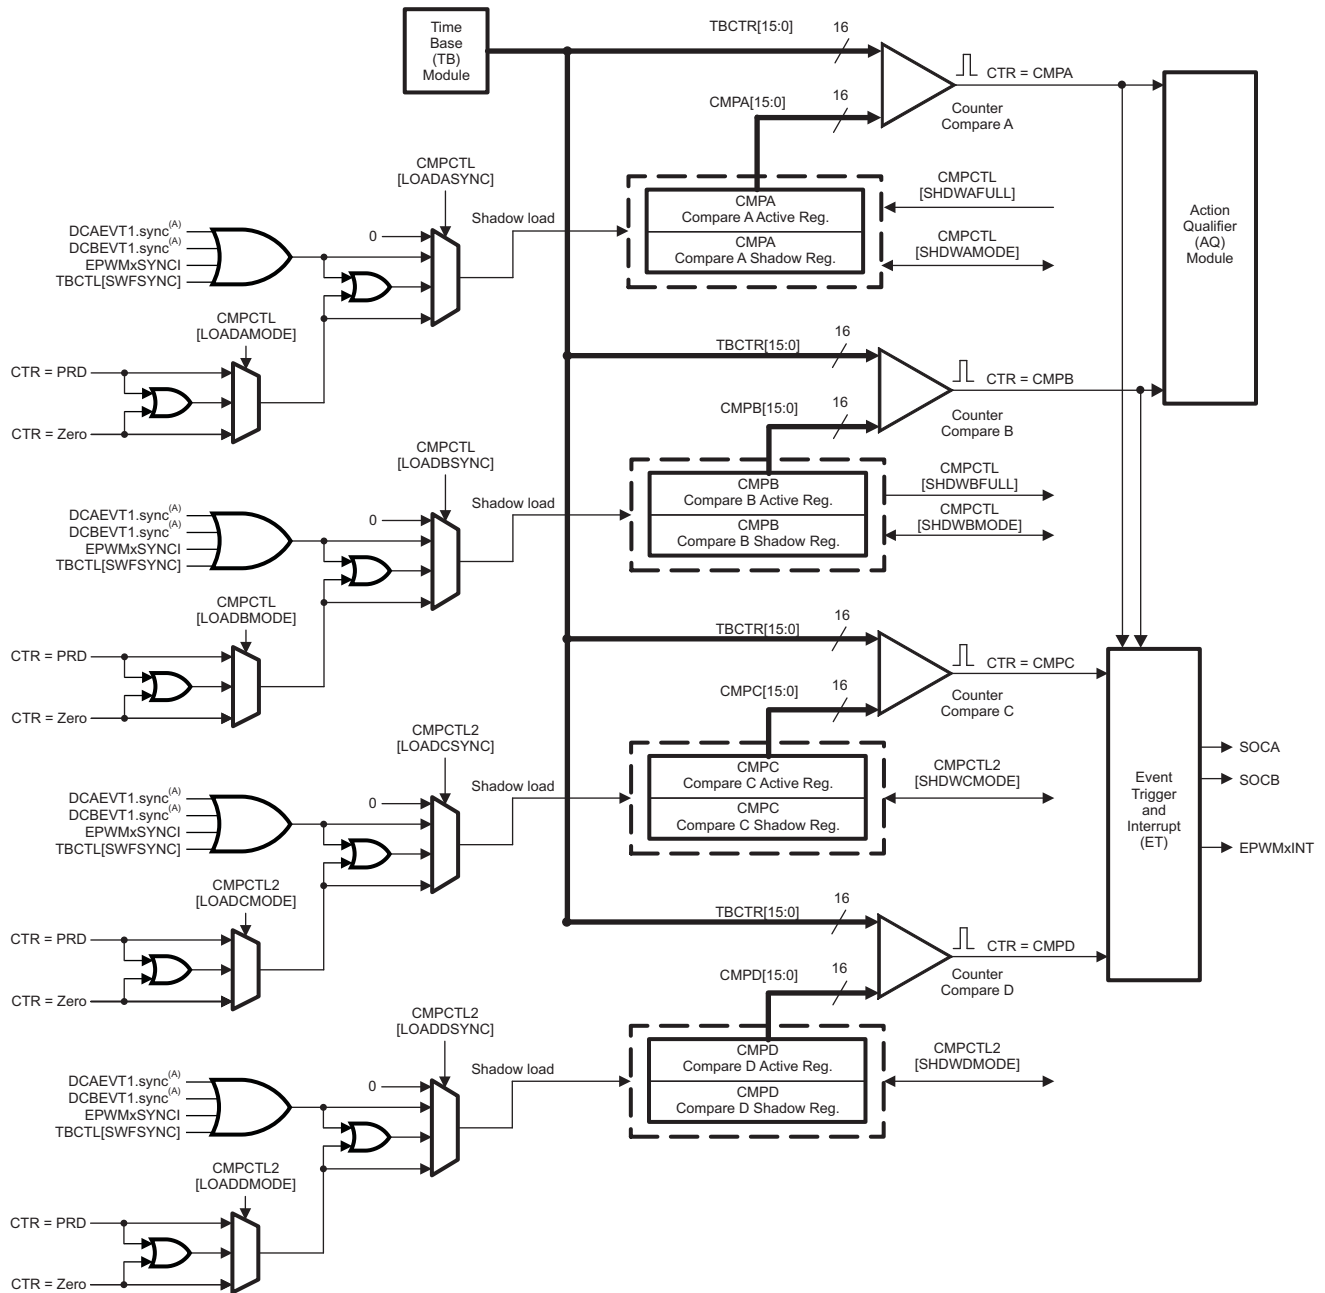 Time
Base
(TB)
Module
TBCTR[15:0]
16
CTR = CMPA
Counter
Compare A
CMPA[15:0]
16
Action
Qualifier
(AQ)
Module
CMPCTL
[LOADASYNC]
Shadow load
0
DCAEVT1.sync(A)
DCBEVT1.sync(A)
EPWMxSYNCI
TBCTL[SWFSYNC]
CMPA
Compare A Active Reg.
CMPA
Compare A Shadow Reg.
CMPCTL
[SHDWAFULL]
CMPCTL
[SHDWAMODE]
CMPCTL
[LOADAMODE]
CTR = PRD
CTR = Zero
TBCTR[15:0]
16
CTR = CMPB
Counter
Compare B
CMPB[15:0]
16
CMPCTL
[LOADBSYNC]
Shadow load
0
DCAEVT1.sync(A)
DCBEVT1.sync(A)
EPWMxSYNCI
TBCTL[SWFSYNC]
CMPB
Compare B Active Reg.
CMPB
Compare B Shadow Reg.
CMPCTL
[SHDWBFULL]
CMPCTL
[SHDWBMODE]
CMPCTL
[LOADBMODE]
CTR = PRD
CTR = Zero
TBCTR[15:0]
16
CTR = CMPC
Counter
Compare C
CMPC[15:0]
16
CMPCTL2
[LOADCSYNC]
Shadow load
0
DCAEVT1.sync(A)
DCBEVT1.sync(A)
EPWMxSYNCI
TBCTL[SWFSYNC]
CMPC
Compare C Active Reg.
CMPC
Compare C Shadow Reg.
CMPCTL2
[SHDWCMODE]
Event
Trigger
and
Interrupt
(ET)
SOCA
SOCB
EPWMxINT
CMPCTL2
[LOADCMODE]
CTR = PRD
CTR = Zero
TBCTR[15:0]
16
CTR = CMPD
Counter
Compare D
CMPD[15:0]
16
CMPCTL2
[LOADDSYNC]
Shadow load
0
DCAEVT1.sync(A)
DCBEVT1.sync(A)
EPWMxSYNCI
TBCTL[SWFSYNC]
CMPD
Compare D Active Reg.
CMPD
Compare D Shadow Reg.
CMPCTL2
[SHDWDMODE]
CMPCTL2
[LOADDMODE]
CTR = PRD
CTR = Zero